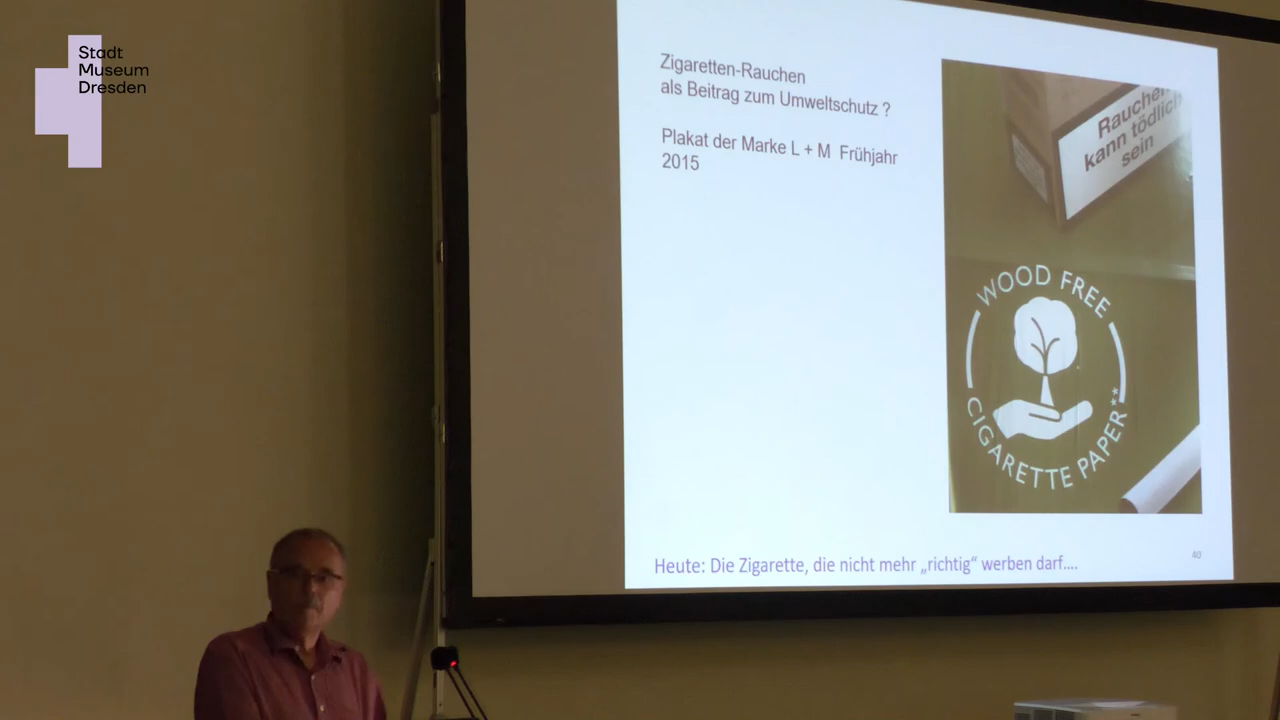 Stadt
Museum
Dresden
Zigaretten-Rauchen
als Beitrag zum Umweltschutz ?
Plakat der Marke L + M Frühjahr
2015
Rauchen
kann tödlich
sein
WOOD FREE
CIGARETTE PAPER**
Heute: Die Zigarette, die nicht mehr „richtig“ werben darf....
40